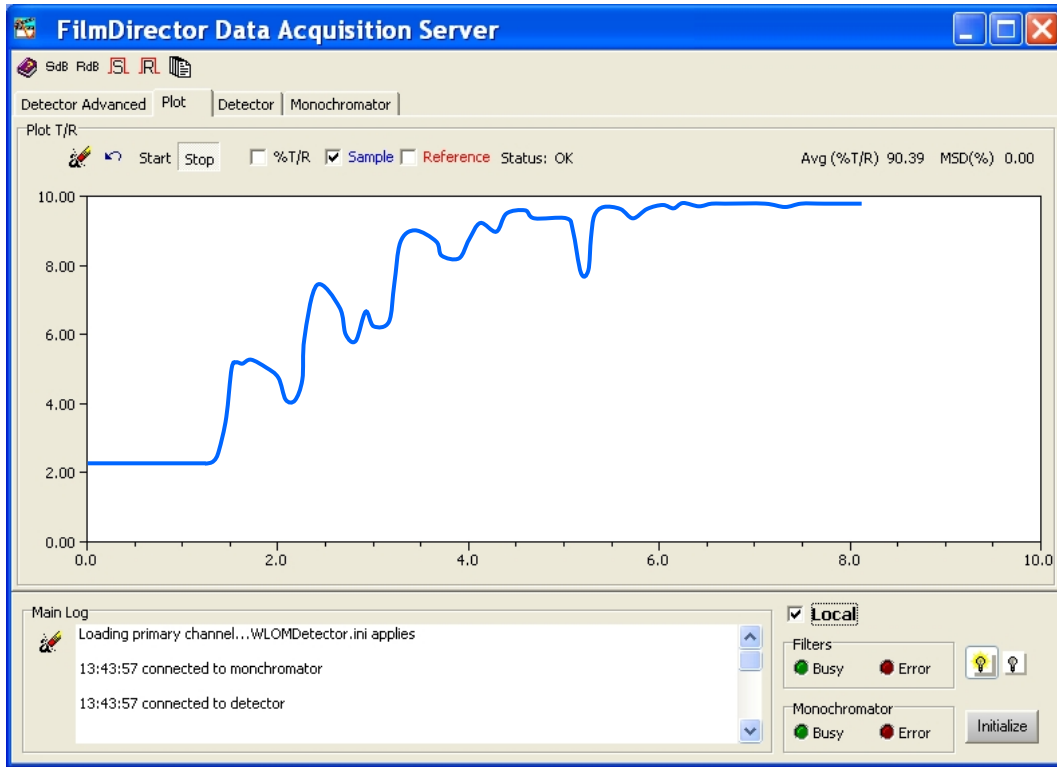 FilmDirector Data Acquisition Server
SdB RdB SL RL
Detector Advanced Plot Detector Monochromator
Plot T/R
Start Stop %T/R Sample Reference Status: OK Avg (%T/R) 90.39 MSD(%) 0.00
10.00
8.00
6.00
4.00
2.00
0.00
0.0 2.0 4.0 6.0 8.0 10.0
Main Log
Loading primary channel...WLOMDetector.ini applies
13:43:57 connected to monchromator
13:43:57 connected to detector
Local
Filters
Busy Error
Monochromator
Busy Error
Initialize